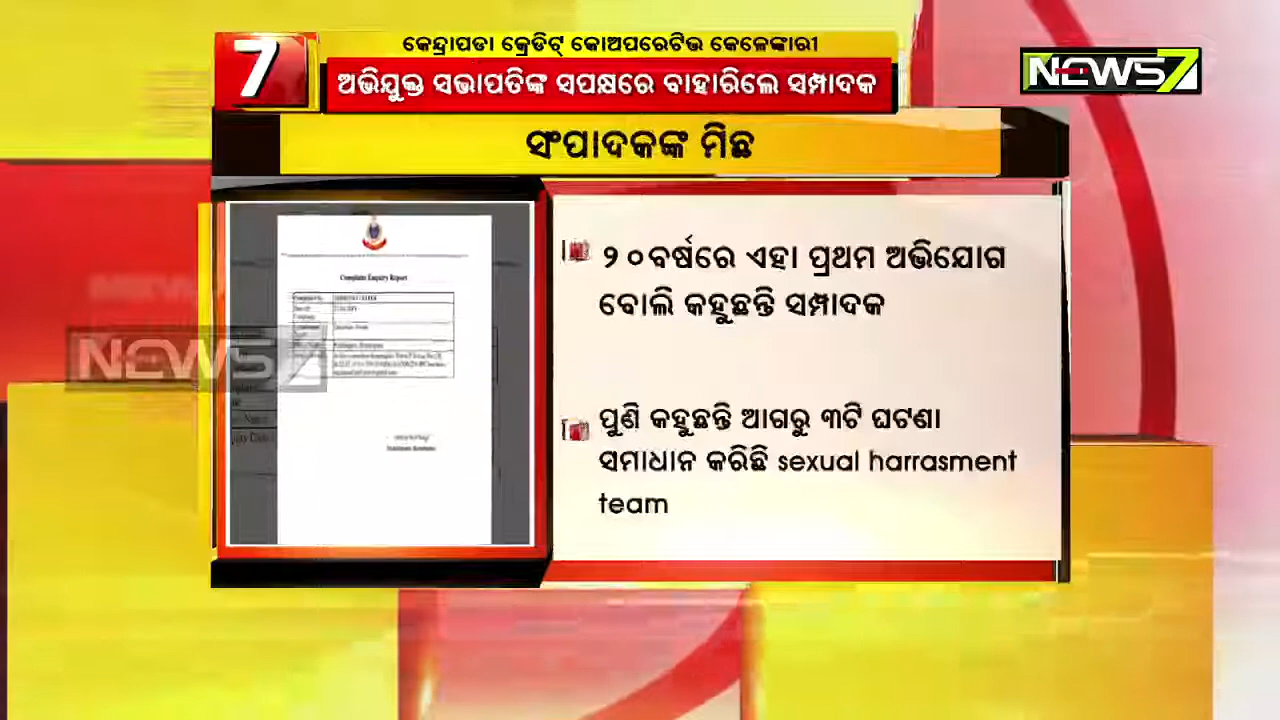 କେନ୍ଦ୍ରାପଡା କ୍ରେଡିଟ୍ କୋଅପରେଟିଭ କେଳେଙ୍କାରୀ
7
ଅଭିଯୁକ୍ତ ସଭାପତିଙ୍କ ସପକ୍ଷରେ ବାହାରିଲେ ସମ୍ପାଦକ
NEWS7
ସଂପାଦକଙ୍କ ମିଛ
Complaint Enquiry Report
NEWS7
୨୦ବର୍ଷରେ ଏହା ପ୍ରଥମ ଅଭିଯୋଗ
ବୋଲି କହୁଛନ୍ତି ସମ୍ପାଦକ
ପୁଣି କହୁଛନ୍ତି ଆଗରୁ ୩ଟି ଘଟଣା
ସମାଧାନ କରିଛି sexual harrasment
team